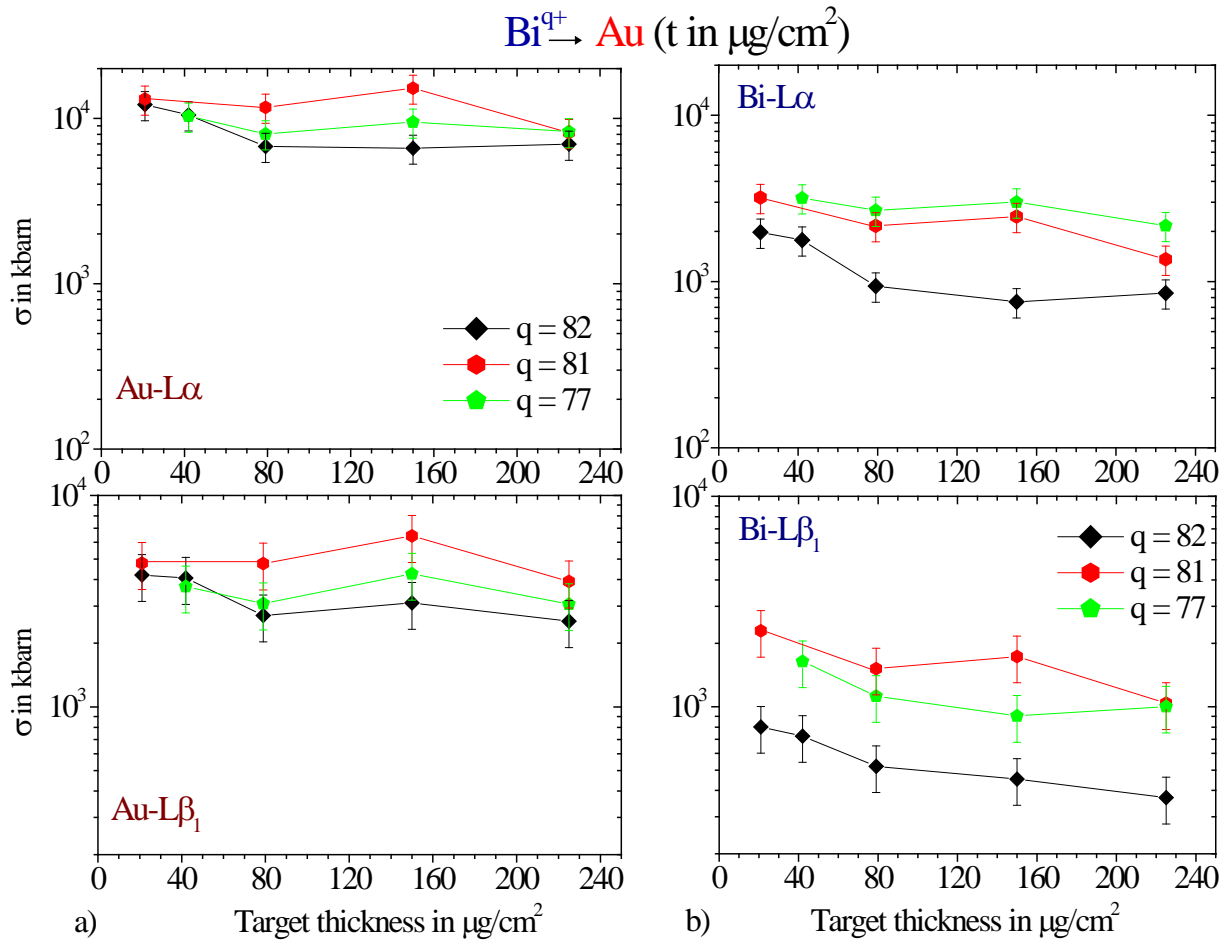 Bi^q+ → Au (t in μg/cm²)
10⁴
10³
10²
σ in kbarn
Au-Lα
q = 82
q = 81
q = 77
0 40 80 120 160 200 240
Bi-Lα
10⁴
10³
10²
0 40 80 120 160 200 240
10⁴
10³
σ in kbarn
Au-Lβ₁
0 40 80 120 160 200 240
a) Target thickness in μg/cm²
Bi-Lβ₁
q = 82
q = 81
q = 77
10⁴
10³
0 40 80 120 160 200 240
b) Target thickness in μg/cm²